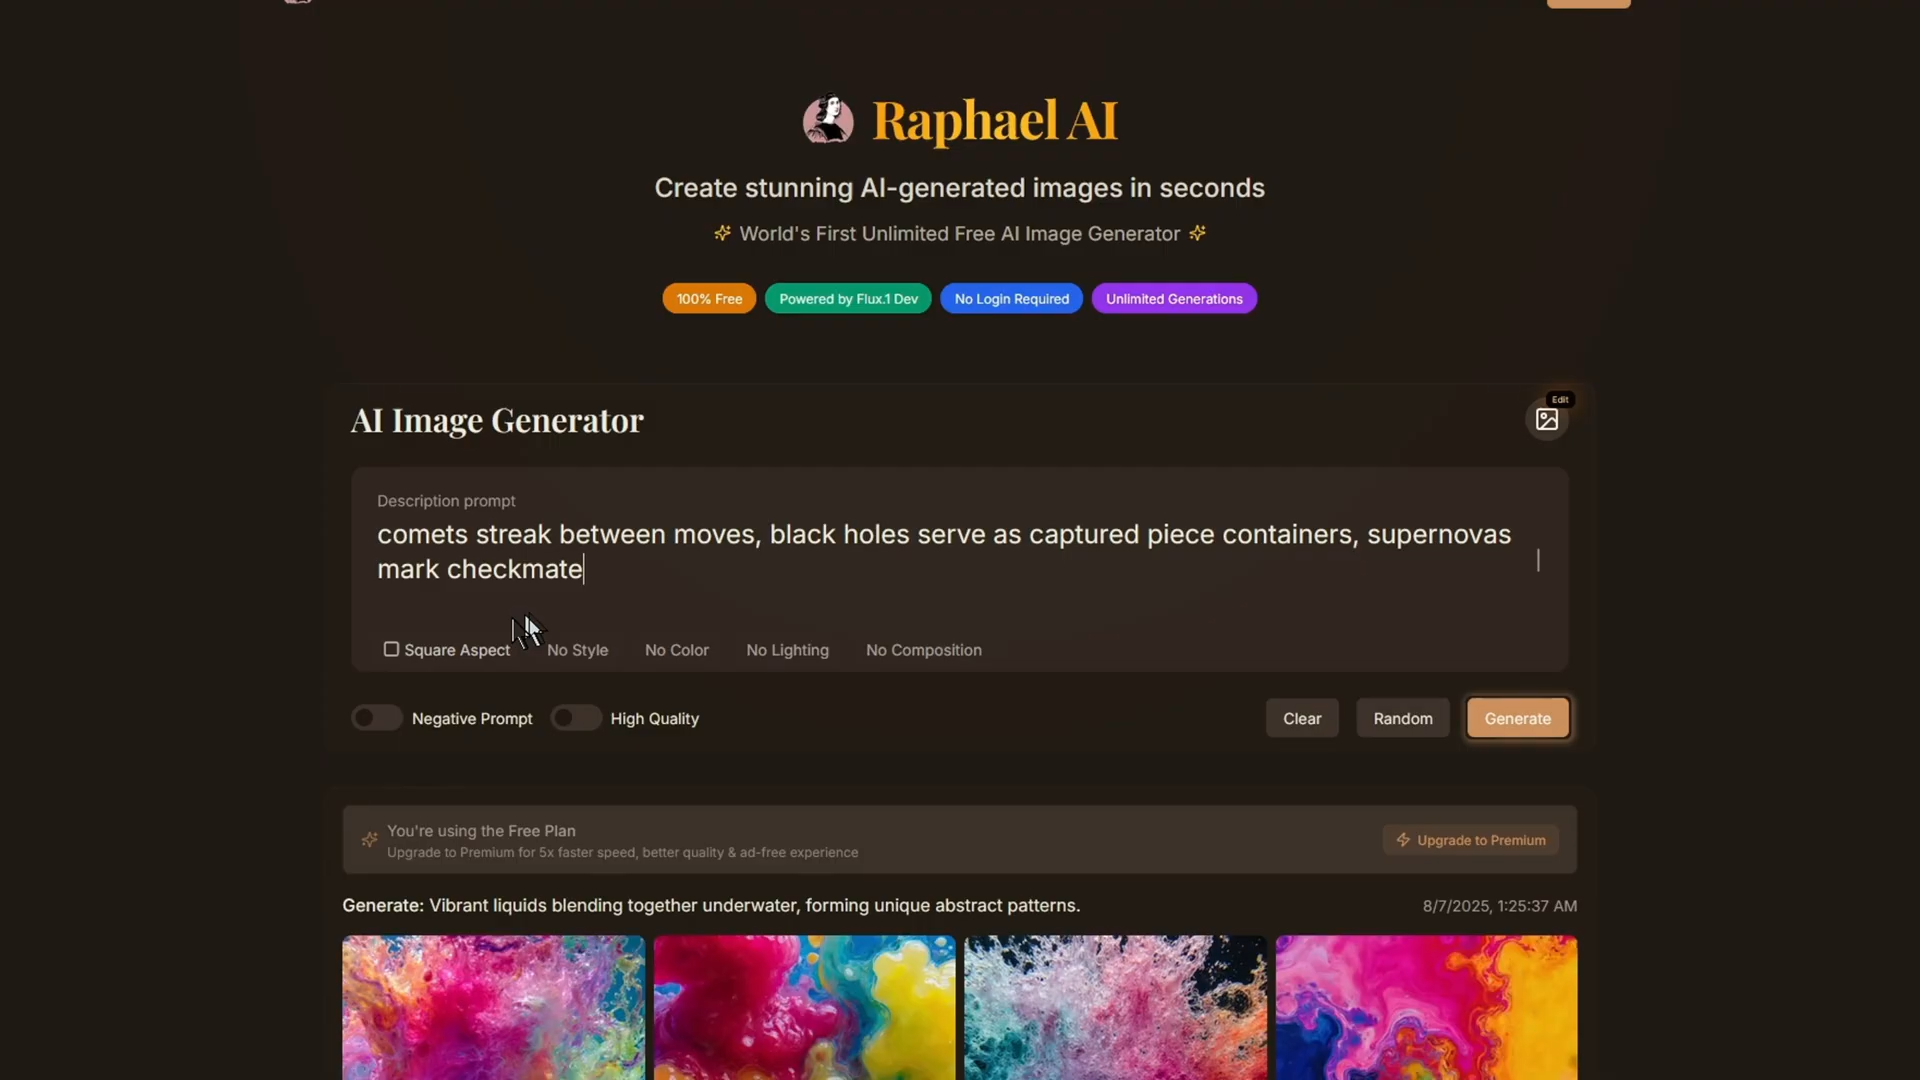 Raphael AI
Create stunning AI-generated images in seconds
World's First Unlimited Free AI Image Generator
100% Free Powered by Flux.1 Dev No Login Required Unlimited Generations
AI Image Generator
Edit
Description prompt
comets streak between moves, black holes serve as captured piece containers, supernovas
mark checkmate
Square Aspect No Style No Color No Lighting No Composition
Negative Prompt High Quality Clear Random Generate
You're using the Free Plan
Upgrade to Premium for 5x faster speed, better quality & ad-free experience
Upgrade to Premium
Generate: Vibrant liquids blending together underwater, forming unique abstract patterns. 8/7/2025, 1:25:37 AM